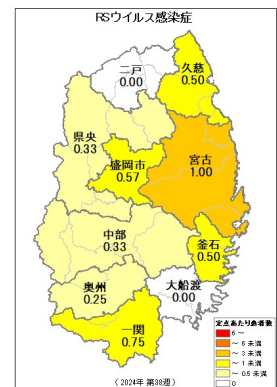 RSウイルス感染症
二戸
0.00
久慈
0.50
県央
0.33
盛岡市
0.57
宮古
1.00
中部
0.33
釜石
0.50
奥州
0.25
大船渡
0.00
一関
0.75
定点あたり患者数
6 ～
～ 6 未満
～ 3 未満
～ 1 未満
～ 0.5 未満
0
（2024年 第38週）